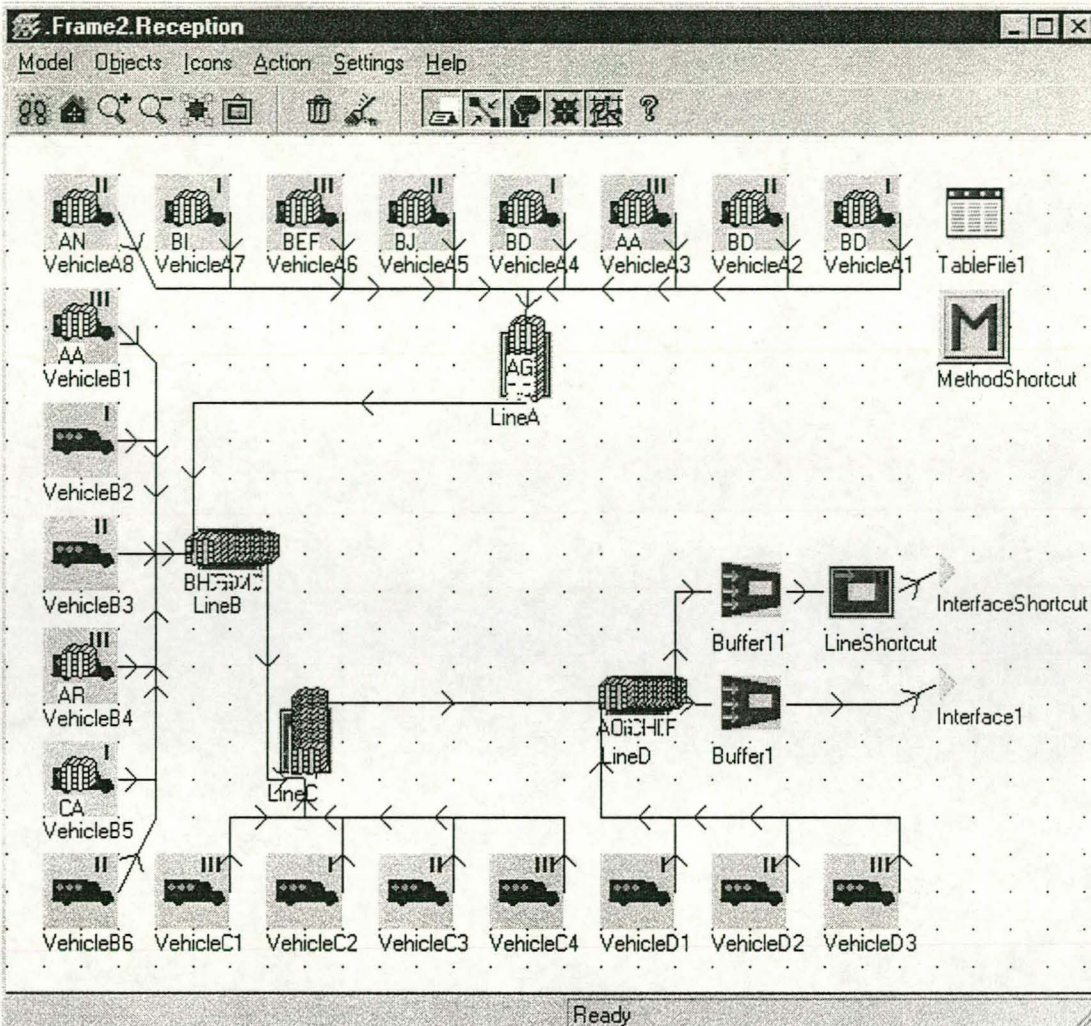 .Frame2.Reception
Model Objects Icons Action Settings Help
II I III II I III II I
AN BI BEF BJ BD AA BD BD
VehicleA8 VehicleA7 VehicleA6 VehicleA5 VehicleA4 VehicleA3 VehicleA2 VehicleA1 TableFile1
III
AA
VehicleB1
M
MethodShortcut
AG
LineA
I
VehicleB2
II
VehicleB3
LineB
InterfaceShortcut
Buffer11 LineShortcut
III
AR
VehicleB4
Interface1
LineD Buffer1
I
CA
VehicleB5
LineC
II III I II III I II III
VehicleB6 VehicleC1 VehicleC2 VehicleC3 VehicleC4 VehicleD1 VehicleD2 VehicleD3
Ready